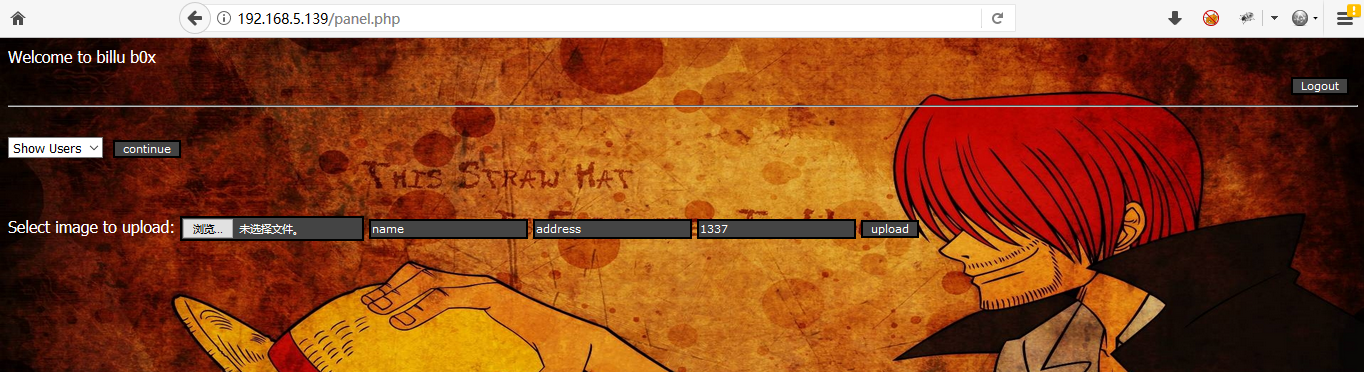 192.168.5.139/panel.php
Welcome to billu b0x
Logout
Show Users continue
THIS STRAW HAT
Select image to upload: 浏览... 未选择文件。 name address 1337 upload